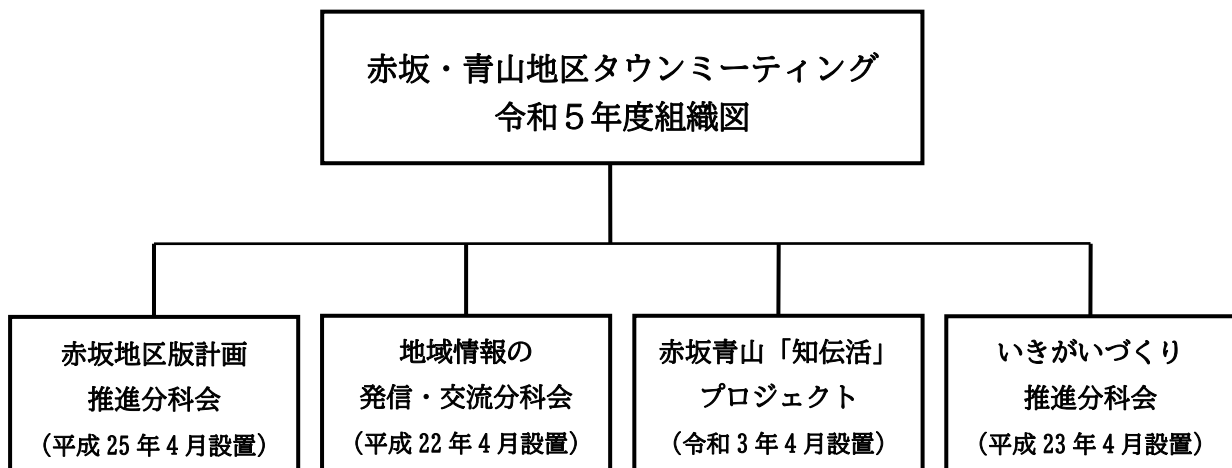 赤坂・青山地区タウンミーティング
令和５年度組織図
赤坂地区版計画
推進分科会
（平成 25 年 4 月設置）
地域情報の
発信・交流分科会
（平成 22 年 4 月設置）
赤坂青山「知伝活」
プロジェクト
（令和 3 年 4 月設置）
いきがいづくり
推進分科会
（平成 23 年 4 月設置）